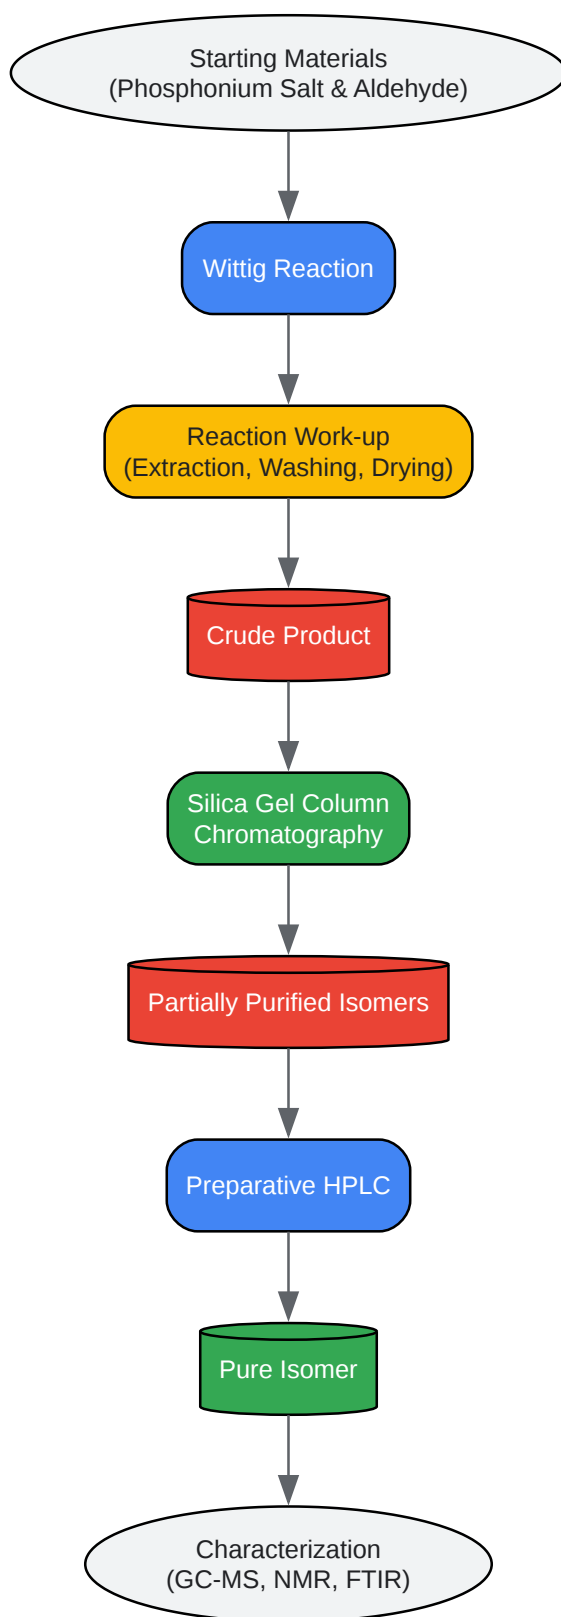 Starting Materials
(Phosphonium Salt & Aldehyde)
Wittig Reaction
Reaction Work-up
(Extraction, Washing, Drying)
Crude Product
Silica Gel Column
Chromatography
Partially Purified Isomers
Preparative HPLC
Pure Isomer
Characterization
(GC-MS, NMR, FTIR)